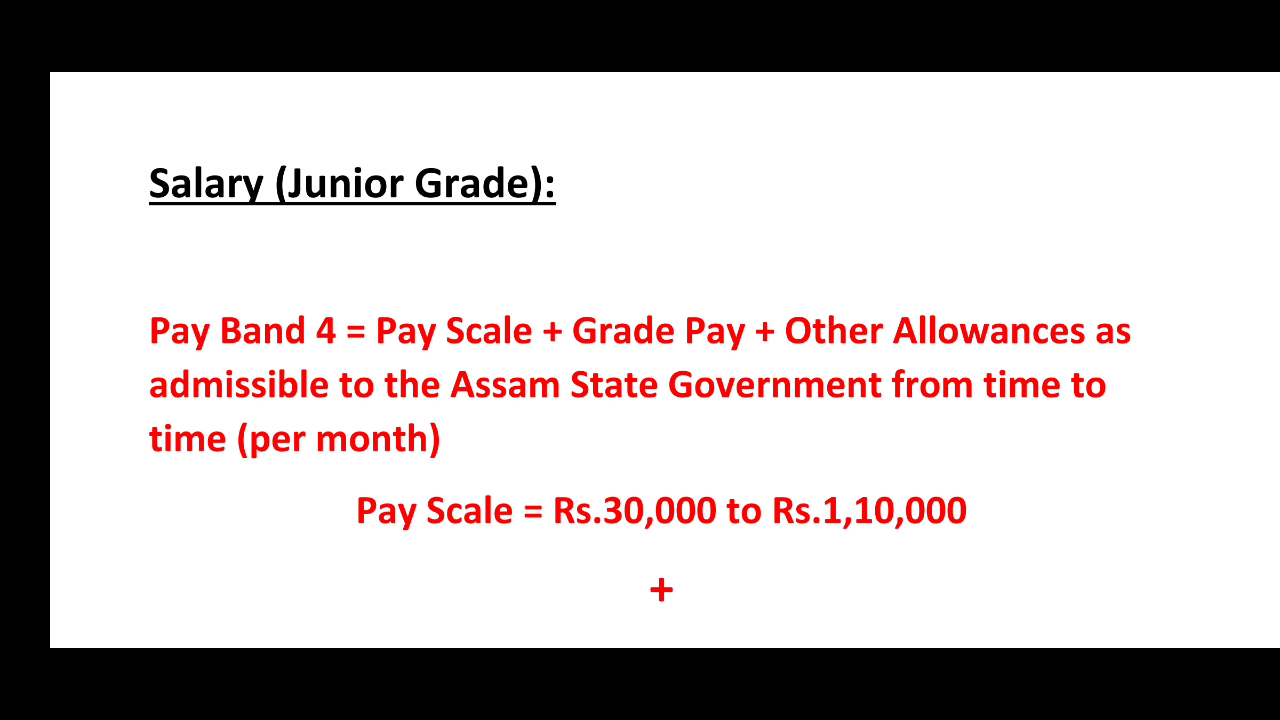 Salary (Junior Grade):
Pay Band 4 = Pay Scale + Grade Pay + Other Allowances as
admissible to the Assam State Government from time to
time (per month)
Pay Scale = Rs.30,000 to Rs.1,10,000
+